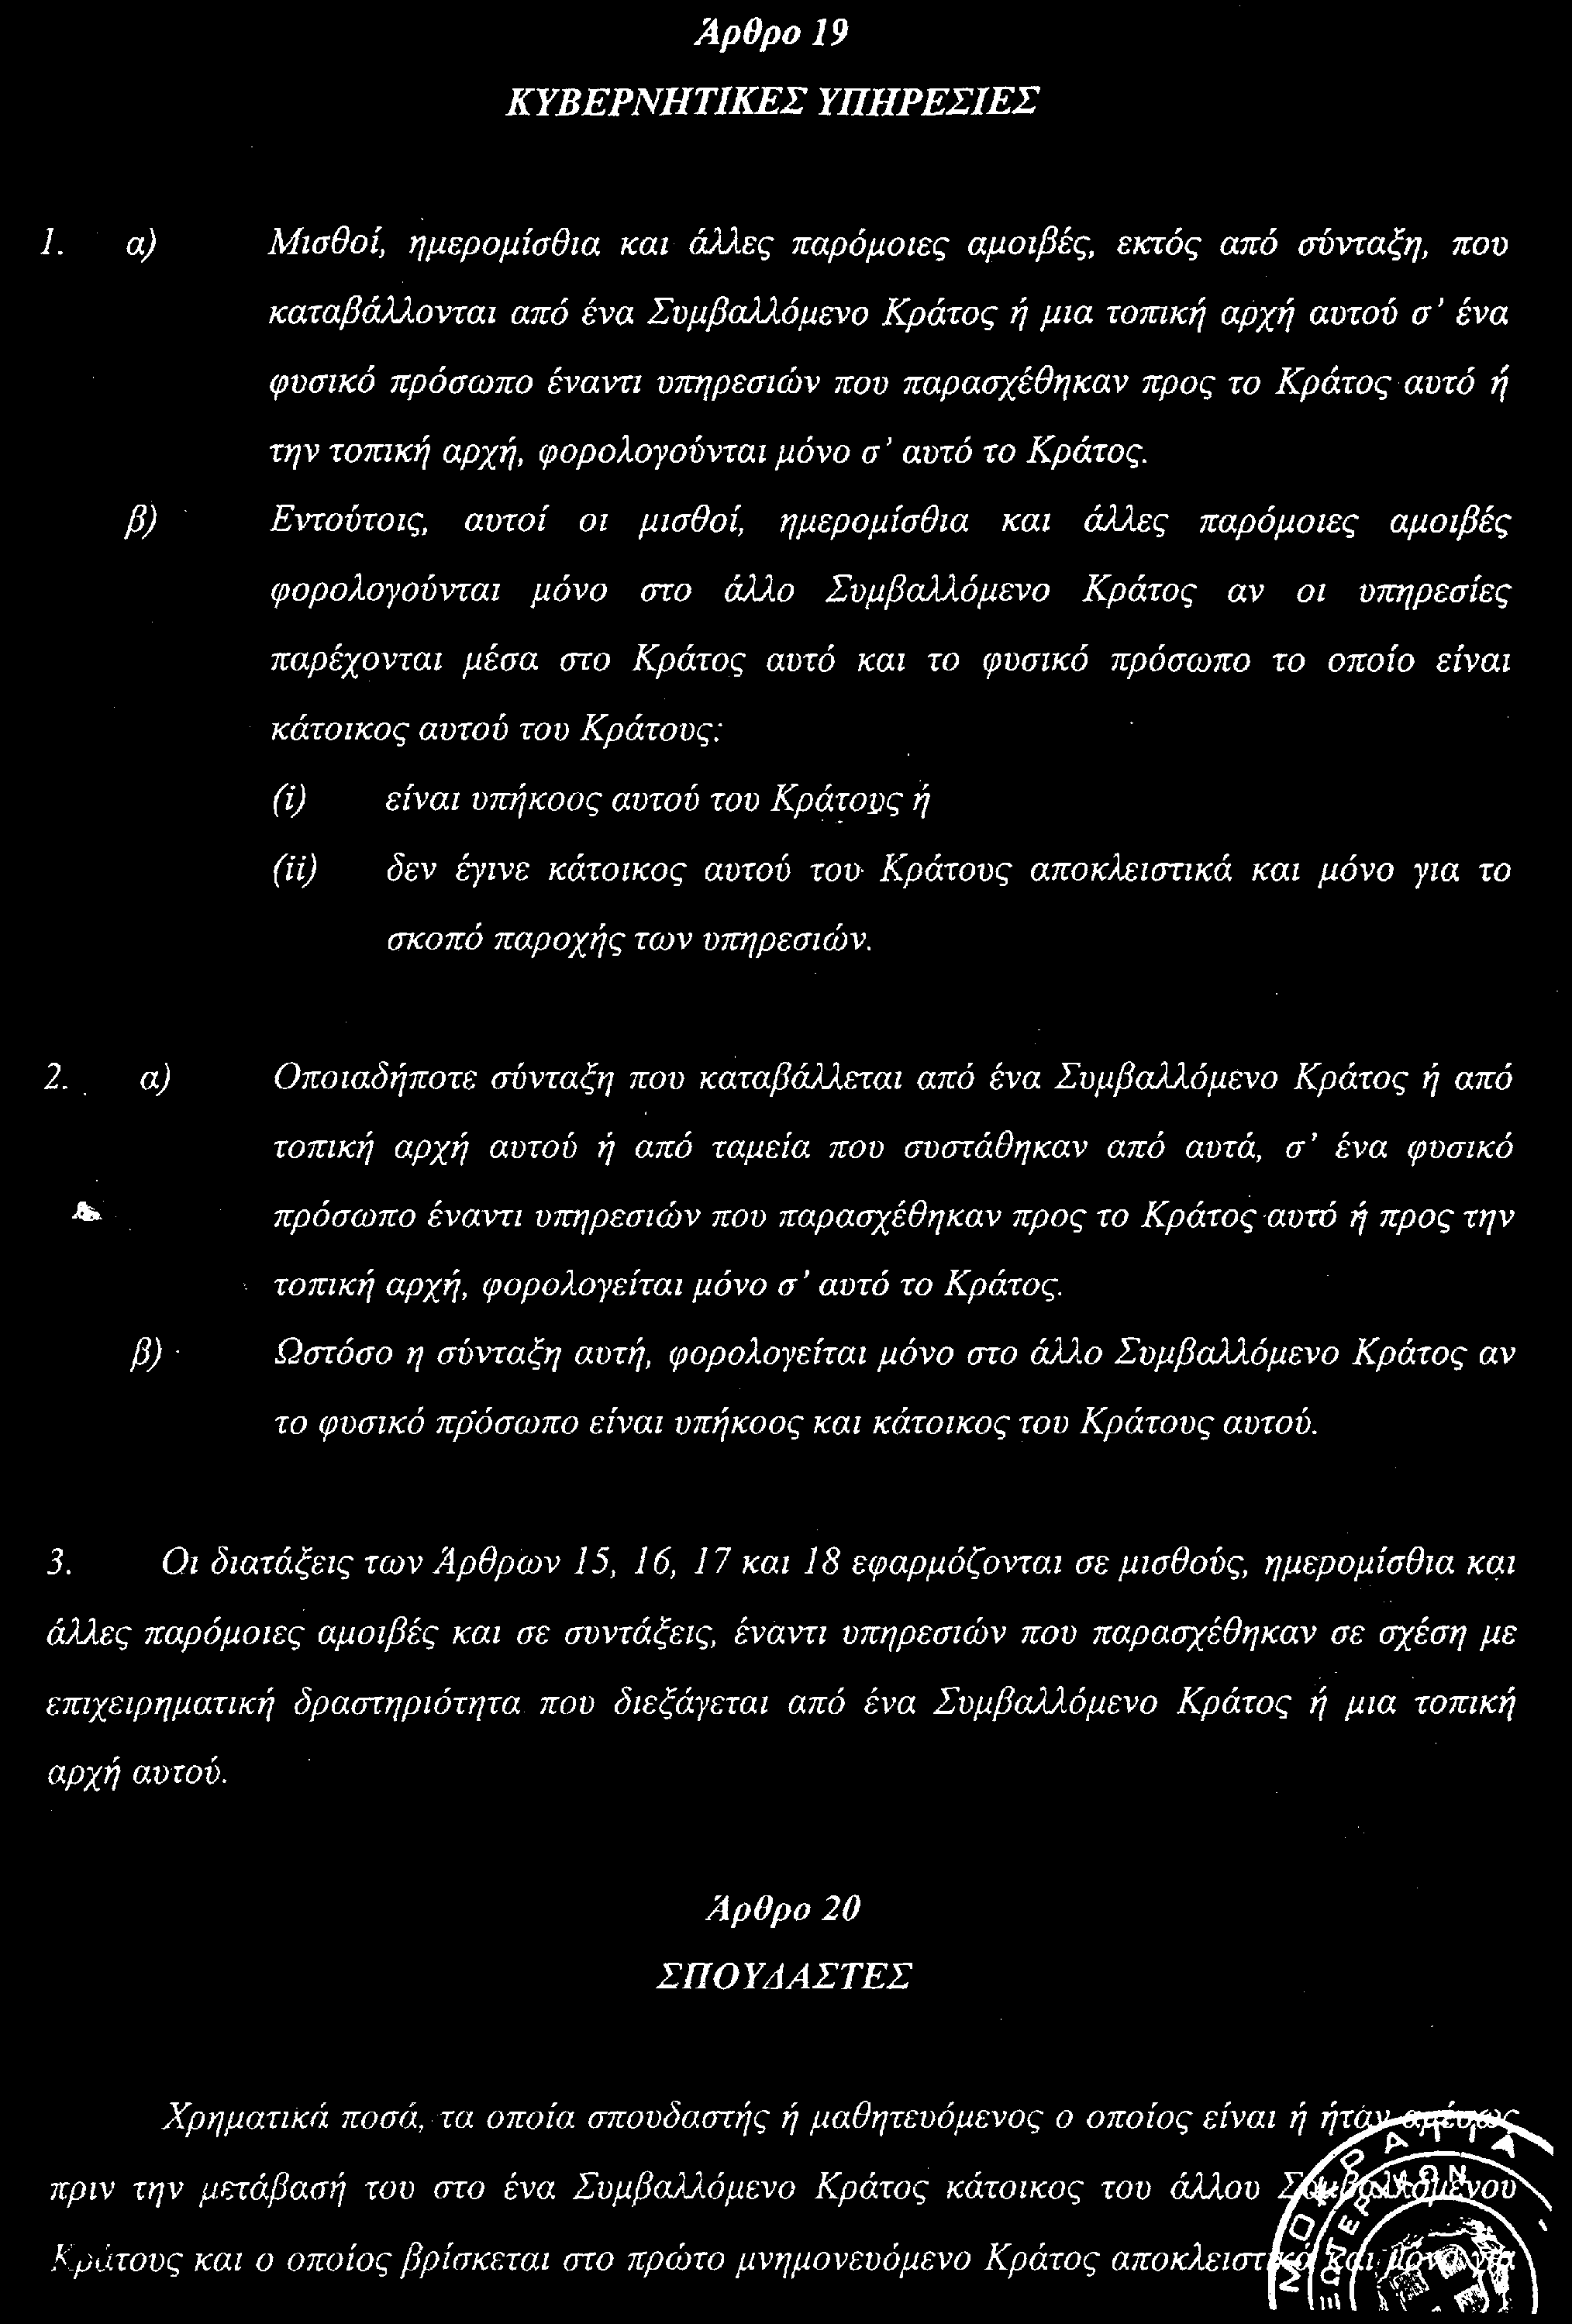 Άρθρο 19
ΚΥΒΕΡΝΗΤΙΚΕΣ ΥΠΗΡΕΣΙΕΣ
1. α) Μισθοί, ημερομίσθια και άλλες παρόμοιες αμοιβές, εκτός από σύνταξη, που
καταβάλλονται από ένα Συμβαλλόμενο Κράτος ή μια τοπική αρχή αυτού σ’ ένα
φυσικό πρόσωπο έναντι υπηρεσιών που παρασχέθηκαν προς το Κράτος αυτό ή
την τοπική αρχή, φορολογούνται μόνο σ’ αυτό το Κράτος.
β) Εντούτοις, αυτοί οι μισθοί, ημερομίσθια και άλλες παρόμοιες αμοιβές
φορολογούνται μόνο στο άλλο Συμβαλλόμενο Κράτος αν οι υπηρεσίες
παρέχονται μέσα στο Κράτος αυτό και το φυσικό πρόσωπο το οποίο είναι
κάτοικος αυτού του Κράτους:
(i) είναι υπήκοος αυτού του Κράτους ή
(ii) δεν έγινε κάτοικος αυτού του Κράτους αποκλειστικά και μόνο για το
σκοπό παροχής των υπηρεσιών.
2. α) Οποιαδήποτε σύνταξη που καταβάλλεται από ένα Συμβαλλόμενο Κράτος ή από
τοπική αρχή αυτού ή από ταμεία που συστάθηκαν από αυτά, σ’ ένα φυσικό
πρόσωπο έναντι υπηρεσιών που παρασχέθηκαν προς το Κράτος αυτό ή προς την
τοπική αρχή, φορολογείται μόνο σ’ αυτό το Κράτος.
β) Ωστόσο η σύνταξη αυτή, φορολογείται μόνο στο άλλο Συμβαλλόμενο Κράτος αν
το φυσικό πρόσωπο είναι υπήκοος και κάτοικος του Κράτους αυτού.
3. Οι διατάξεις των Άρθρων 15, 16, 17 και 18 εφαρμόζονται σε μισθούς, ημερομίσθια και
άλλες παρόμοιες αμοιβές και σε συντάξεις, έναντι υπηρεσιών που παρασχέθηκαν σε σχέση με
επιχειρηματική δραστηριότητα που διεξάγεται από ένα Συμβαλλόμενο Κράτος ή μια τοπική
αρχή αυτού.
Άρθρο 20
ΣΠΟΥΔΑΣΤΕΣ
Χρηματικά ποσά, τα οποία σπουδαστής ή μαθητευόμενος ο οποίος είναι ή ήταν αμέσως
πριν την μετάβασή του στο ένα Συμβαλλόμενο Κράτος κάτοικος του άλλου Συμβαλλόμενου
Κράτους και ο οποίος βρίσκεται στο πρώτο μνημονευόμενο Κράτος αποκλειστικά και μόνο για